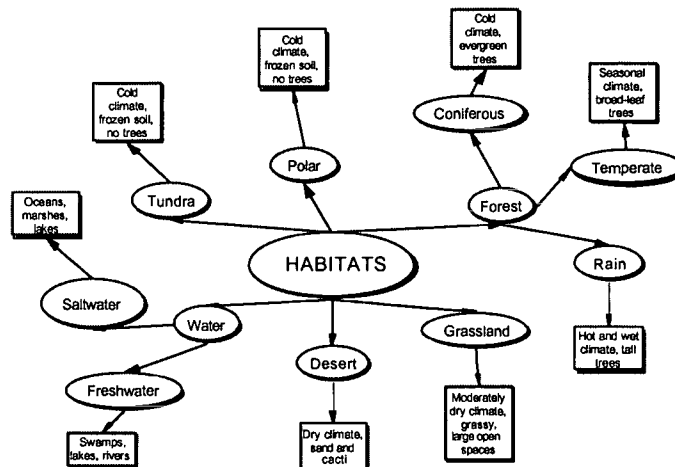 Cold
climate,
frozen soil,
no trees
Cold
climate,
evergreen
trees
Cold
climate,
frozen soil,
no trees
Seasonal
climate,
broad-leaf
trees
Coniferous
Polar
Temperate
Tundra
Forest
Oceans,
marshes,
lakes
HABITATS
Rain
Saltwater
Water
Grassland
Hot and wet
climate, tall
trees
Desert
Freshwater
Moderately
dry climate,
grassy,
large open
spaces
Swamps,
lakes, rivers
Dry climate,
sand and
cacti